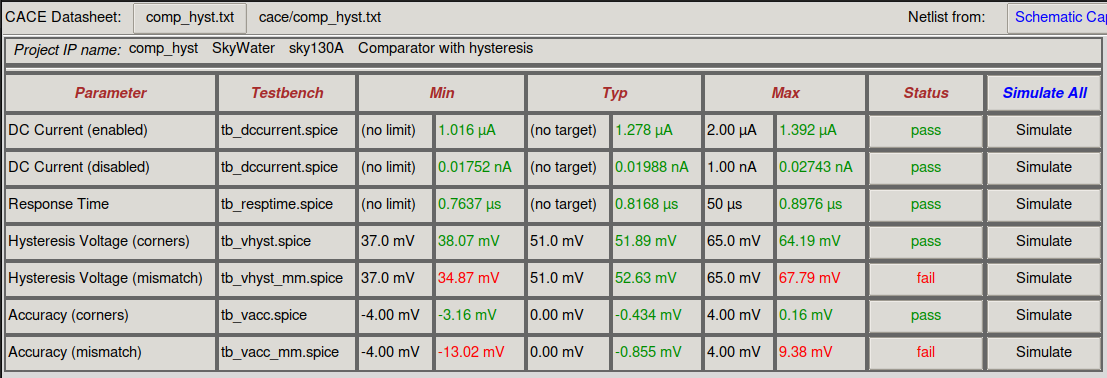 CACE Datasheet: comp_hyst.txt cace/comp_hyst.txt Netlist from: Schematic Cap
Project IP name: comp_hyst SkyWater sky130A Comparator with hysteresis
Parameter Testbench Min Typ Max Status Simulate All
DC Current (enabled) tb_dccurrent.spice (no limit) 1.016 µA (no target) 1.278 µA 2.00 µA 1.392 µA pass Simulate
DC Current (disabled) tb_dccurrent.spice (no limit) 0.01752 nA (no target) 0.01988 nA 1.00 nA 0.02743 nA pass Simulate
Response Time tb_resptime.spice (no limit) 0.7637 µs (no target) 0.8168 µs 50 µs 0.8976 µs pass Simulate
Hysteresis Voltage (corners) tb_vhyst.spice 37.0 mV 38.07 mV 51.0 mV 51.89 mV 65.0 mV 64.19 mV pass Simulate
Hysteresis Voltage (mismatch) tb_vhyst_mm.spice 37.0 mV 34.87 mV 51.0 mV 52.63 mV 65.0 mV 67.79 mV fail Simulate
Accuracy (corners) tb_vacc.spice -4.00 mV -3.16 mV 0.00 mV -0.434 mV 4.00 mV 0.16 mV pass Simulate
Accuracy (mismatch) tb_vacc_mm.spice -4.00 mV -13.02 mV 0.00 mV -0.855 mV 4.00 mV 9.38 mV fail Simulate